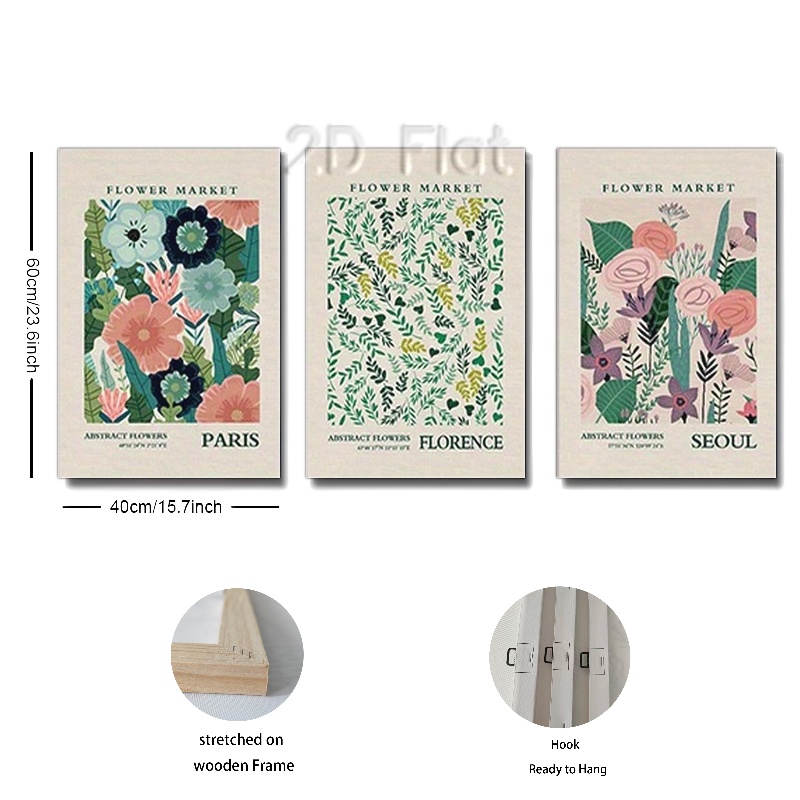 2D Flat
FLOWER MARKET
ABSTRACT FLOWERS
PARIS
FLOWER MARKET
ABSTRACT FLOWERS
FLORENCE
FLOWER MARKET
ABSTRACT FLOWERS
SEOUL
60cm/23.6inch
40cm/15.7inch
stretched on
wooden Frame
Hook
Ready to Hang